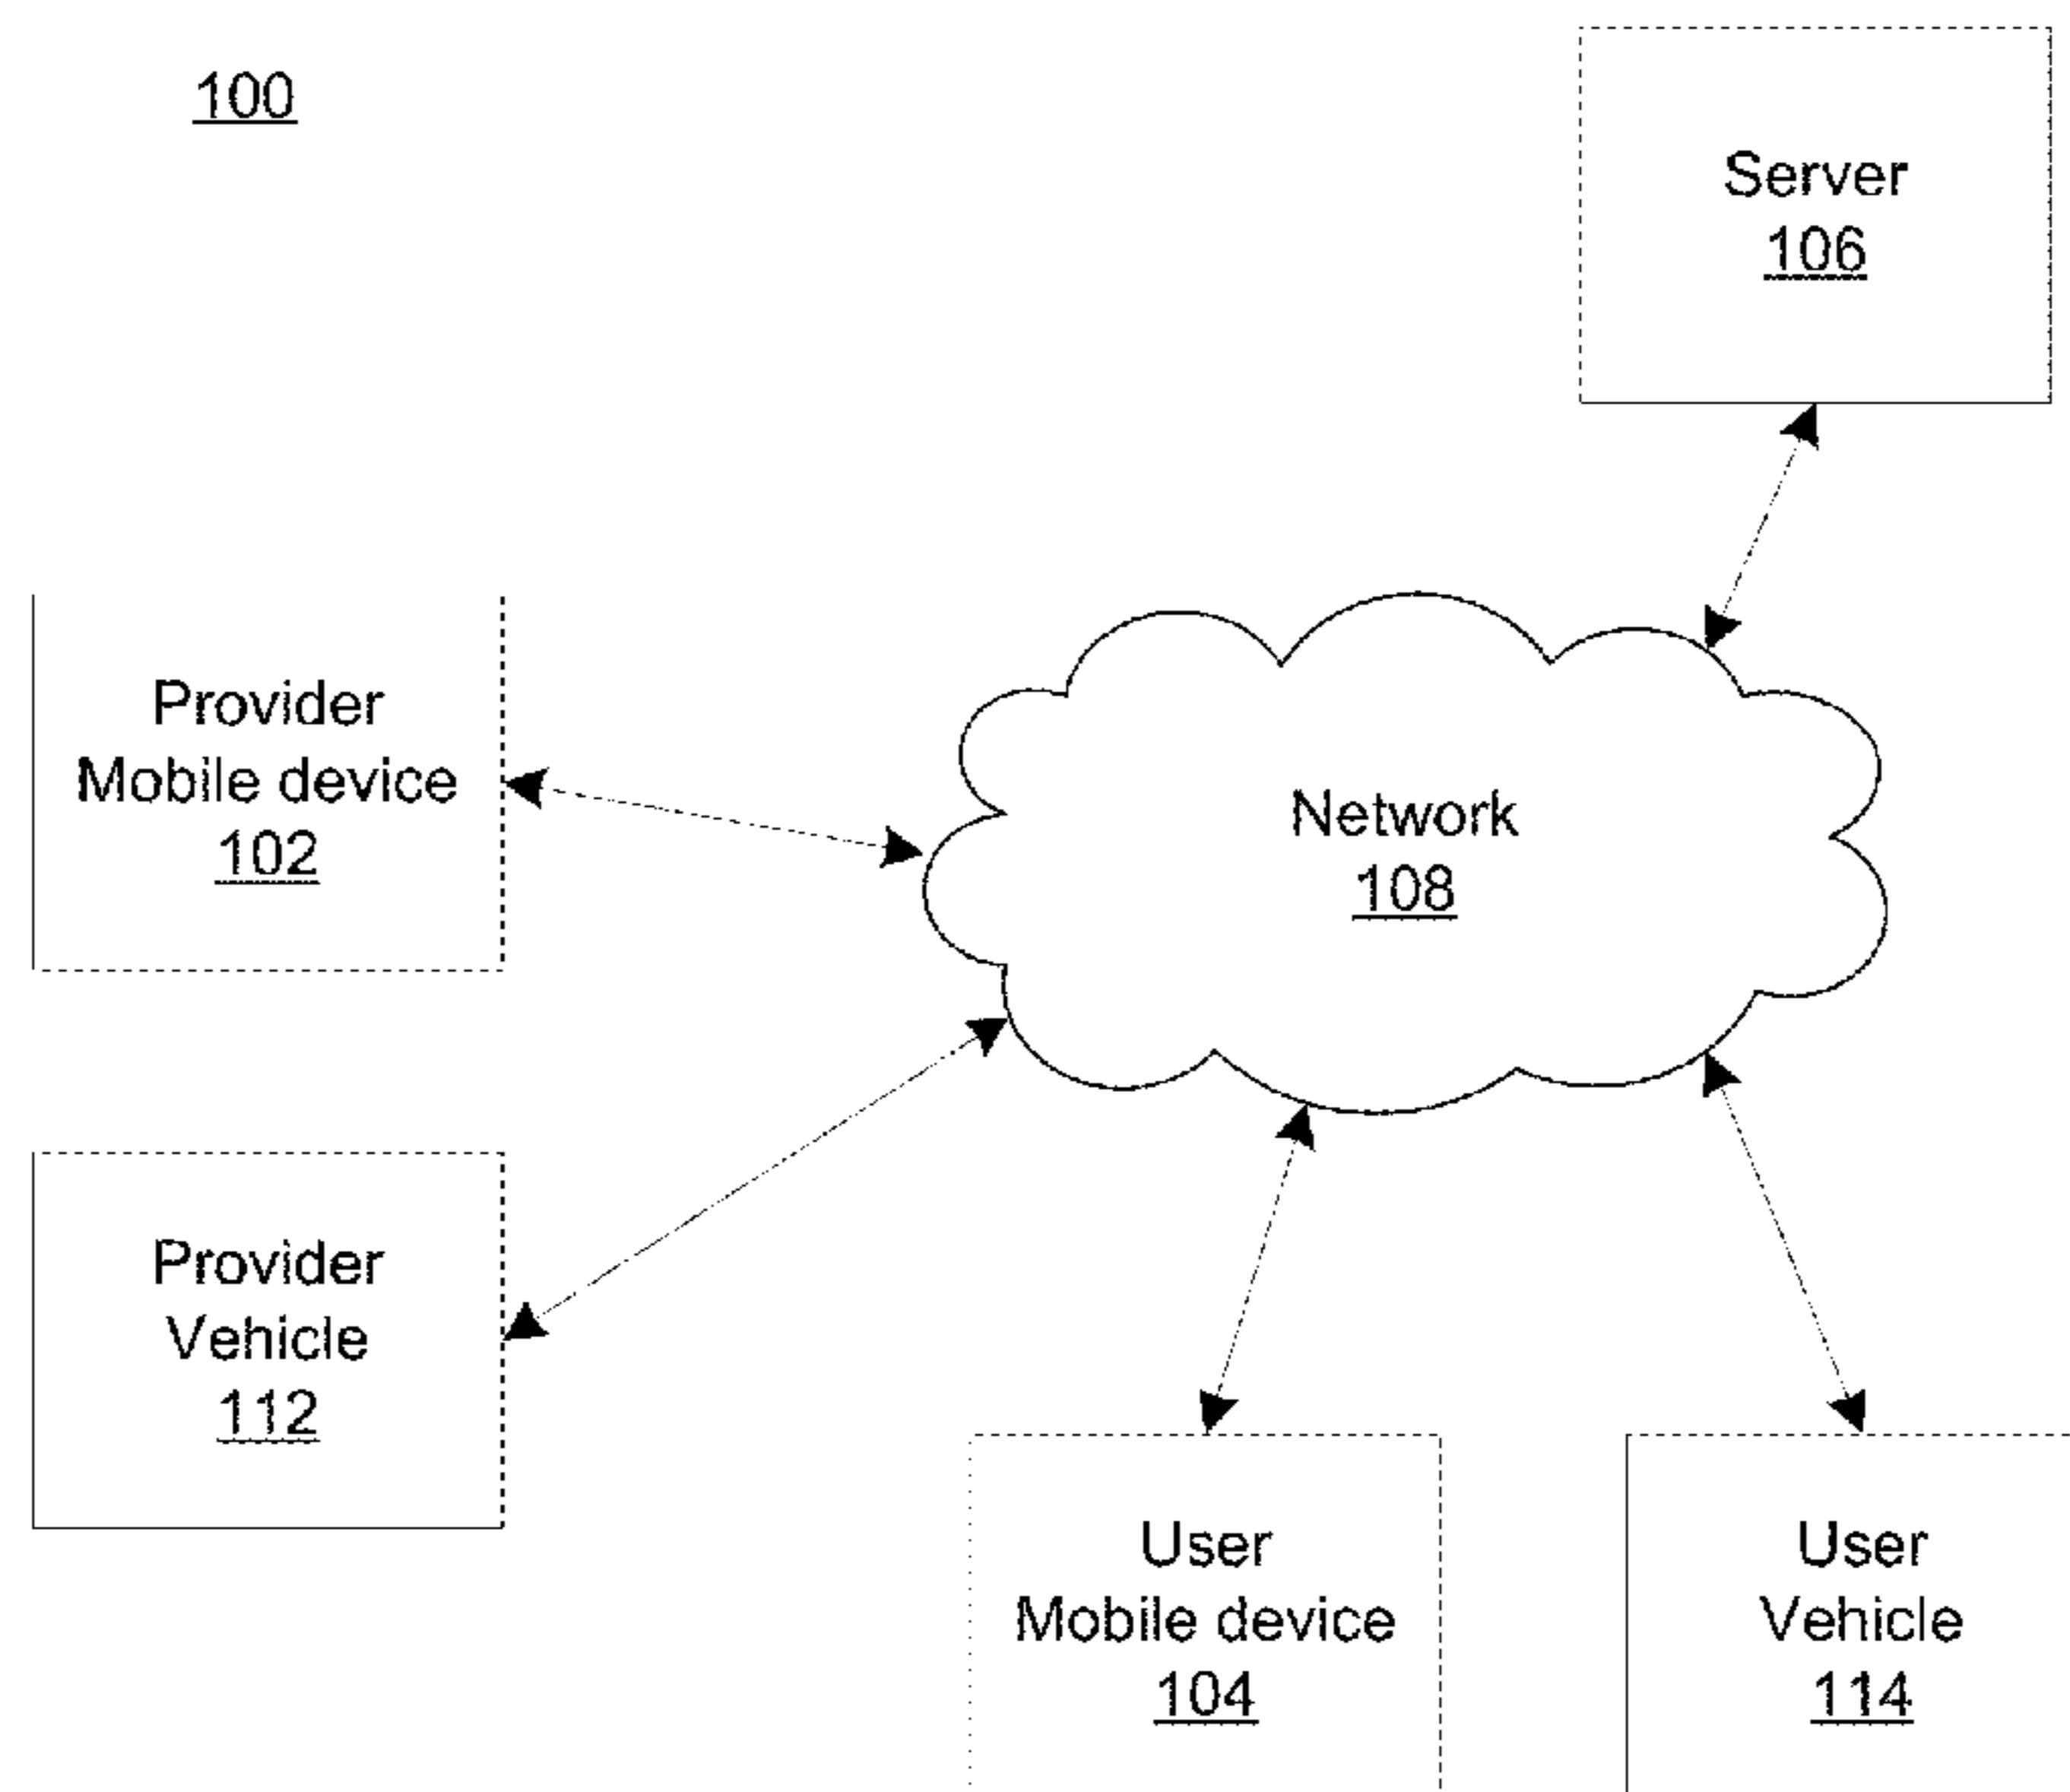 100
Server
106
Provider
Mobile device
102
Network
108
Provider
Vehicle
112
User
Mobile device
104
User
Vehicle
114